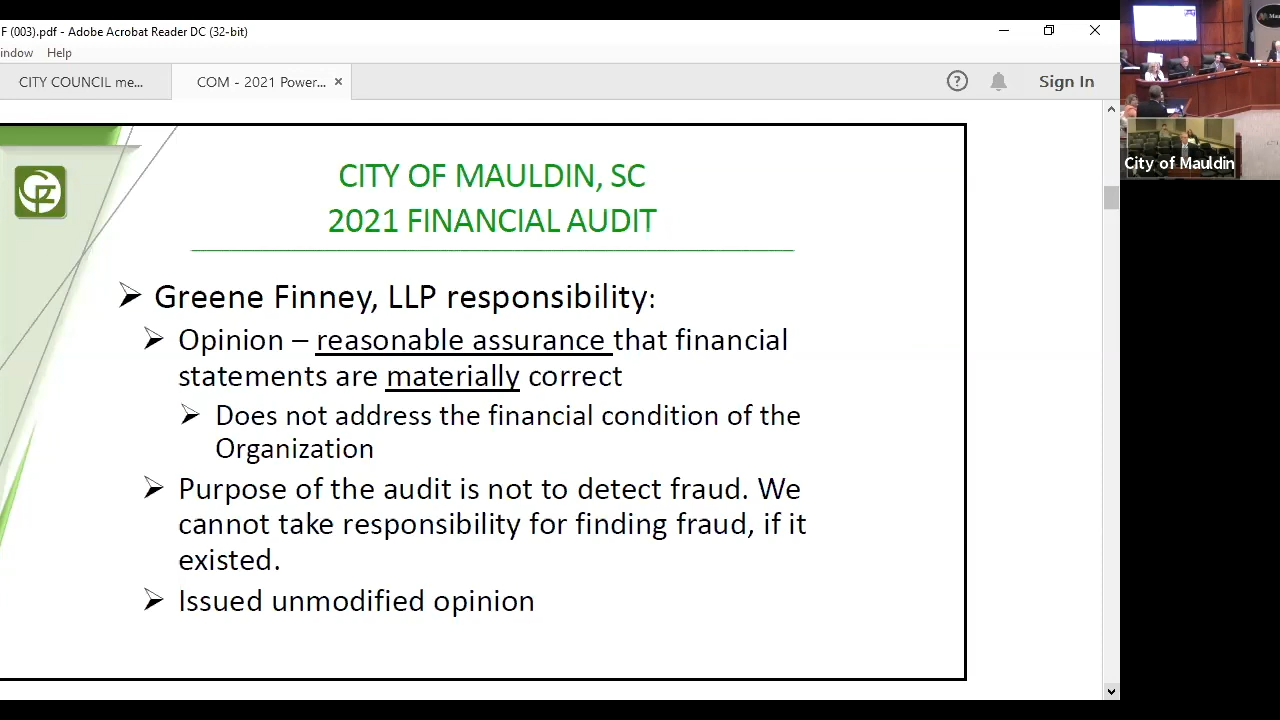 F (003).pdf - Adobe Acrobat Reader DC (32-bit)
indow Help
CITY COUNCIL me...
COM - 2021 Power... ×
? Sign In
CITY OF MAULDIN, SC
2021 FINANCIAL AUDIT
Greene Finney, LLP responsibility:
Opinion – reasonable assurance that financial
statements are materially correct
Does not address the financial condition of the
Organization
Purpose of the audit is not to detect fraud. We
cannot take responsibility for finding fraud, if it
existed.
Issued unmodified opinion
City of Mauldin